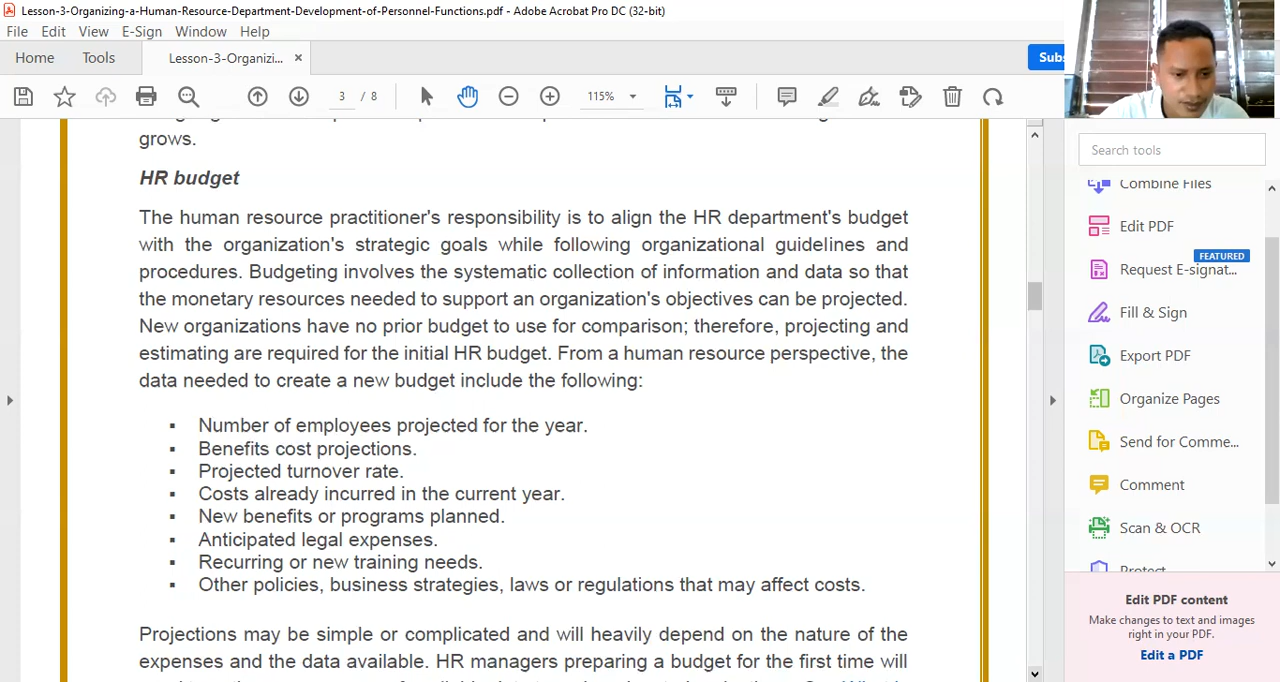 Lesson-3-Organizing-a-Human-Resource-Department-Development-of-Personnel-Functions.pdf - Adobe Acrobat Pro DC (32-bit)
File Edit View E-Sign Window Help
Home Tools Lesson-3-Organizi... × Subs
3 / 8 115%
grows.
HR budget
The human resource practitioner's responsibility is to align the HR department's budget
with the organization's strategic goals while following organizational guidelines and
procedures. Budgeting involves the systematic collection of information and data so that
the monetary resources needed to support an organization's objectives can be projected.
New organizations have no prior budget to use for comparison; therefore, projecting and
estimating are required for the initial HR budget. From a human resource perspective, the
data needed to create a new budget include the following:
▪ Number of employees projected for the year.
▪ Benefits cost projections.
▪ Projected turnover rate.
▪ Costs already incurred in the current year.
▪ New benefits or programs planned.
▪ Anticipated legal expenses.
▪ Recurring or new training needs.
▪ Other policies, business strategies, laws or regulations that may affect costs.
Projections may be simple or complicated and will heavily depend on the nature of the
expenses and the data available. HR managers preparing a budget for the first time will
Search tools
Combine Files
Edit PDF
FEATURED
Request E-signat...
Fill & Sign
Export PDF
Organize Pages
Send for Comme...
Comment
Scan & OCR
Protect
Edit PDF content
Make changes to text and images
right in your PDF.
Edit a PDF